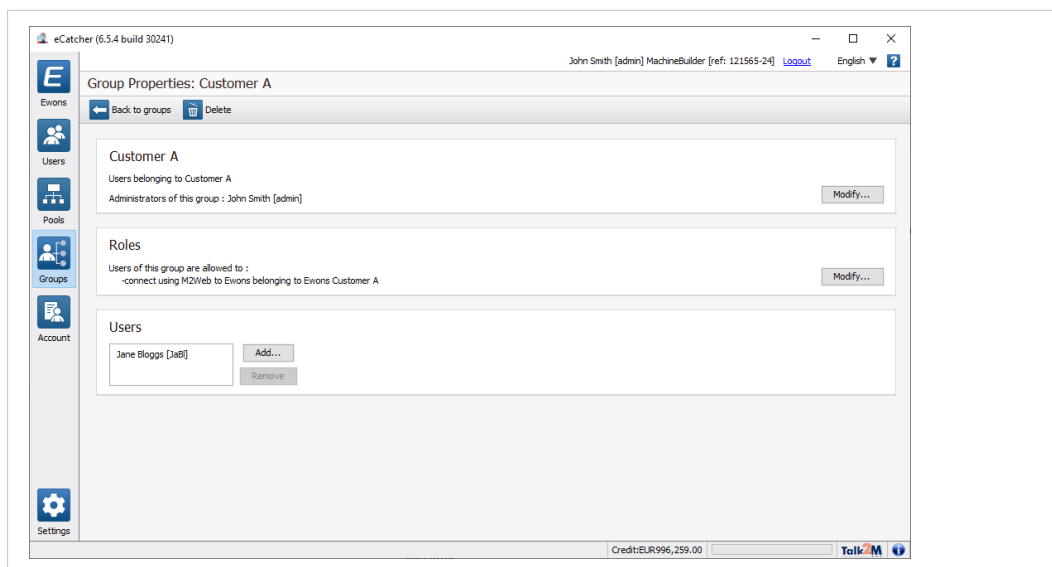 eCatcher (6.5.4 build 30241)
John Smith [admin] MachineBuilder [ref: 121565-24] Logout English ▼ ?
E
Ewons
Group Properties: Customer A
Back to groups Delete
Users
Customer A
Users belonging to Customer A
Administrators of this group : John Smith [admin]
Modify...
Pools
Roles
Users of this group are allowed to :
-connect using M2Web to Ewons belonging to Ewons Customer A
Modify...
Groups
Users
Jane Bloggs [JaBl]
Add...
Remove
Account
Settings
Credit:EUR996,259.00
Talk2M